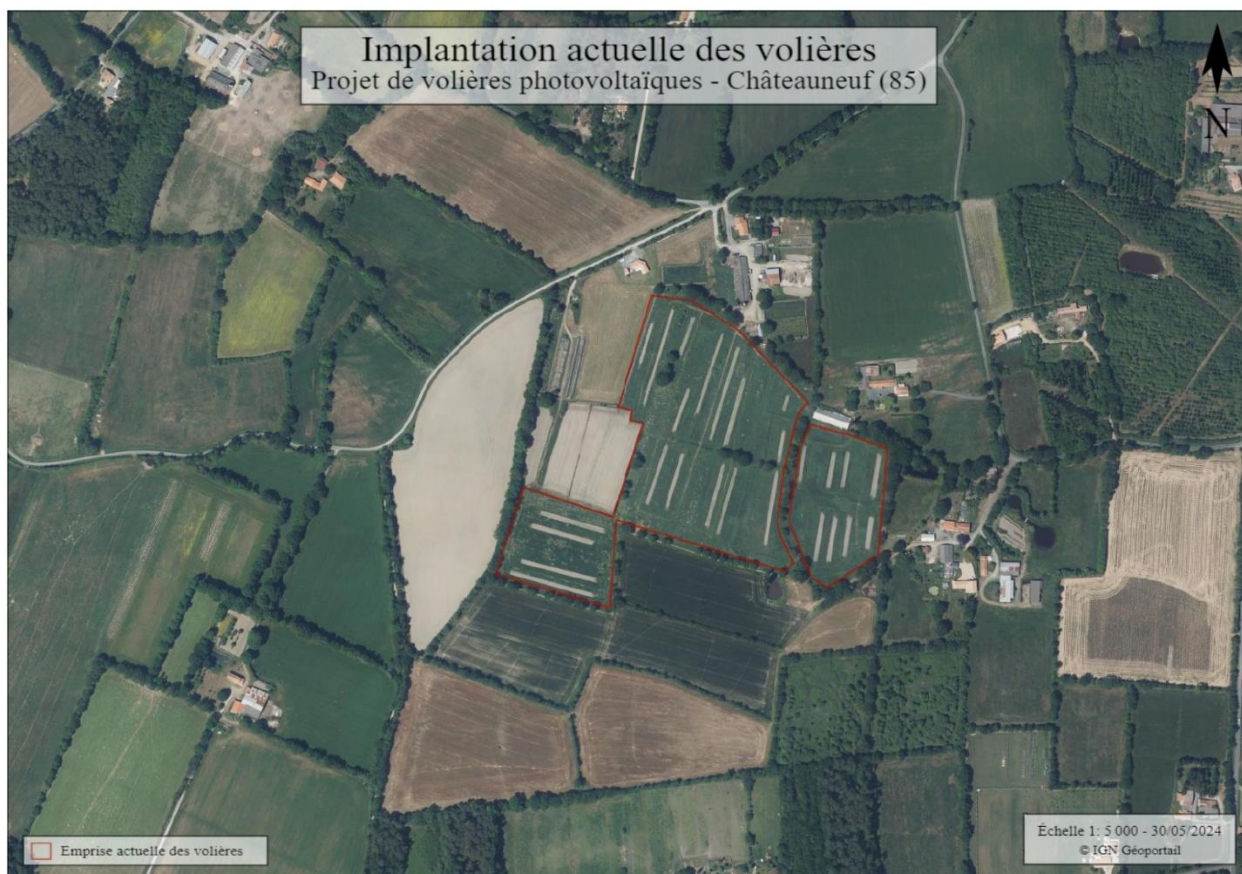 Implantation actuelle des volières
Projet de volières photovoltaïques - Châteauneuf (85)
N
Emprise actuelle des volières
Échelle 1: 5 000 - 30/05/2024
© IGN Géoportail